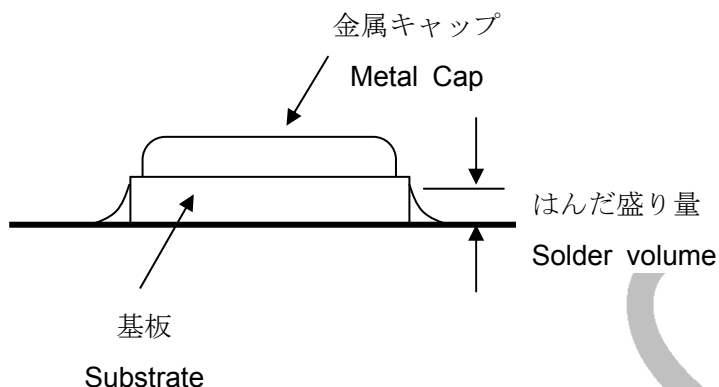 金属キャップ
Metal Cap
はんだ盛り量
Solder volume
基板
Substrate